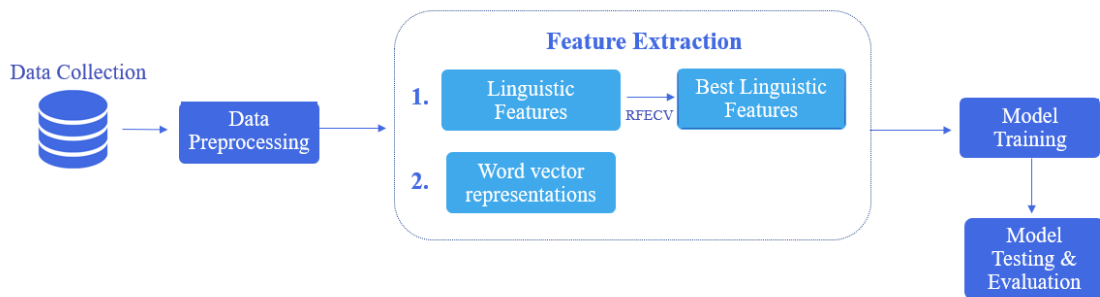 Data Collection
Data
Preprocessing
Feature Extraction
1.
Linguistic
Features
RFECV
Best Linguistic
Features
2.
Word vector
representations
Model
Training
Model
Testing &
Evaluation